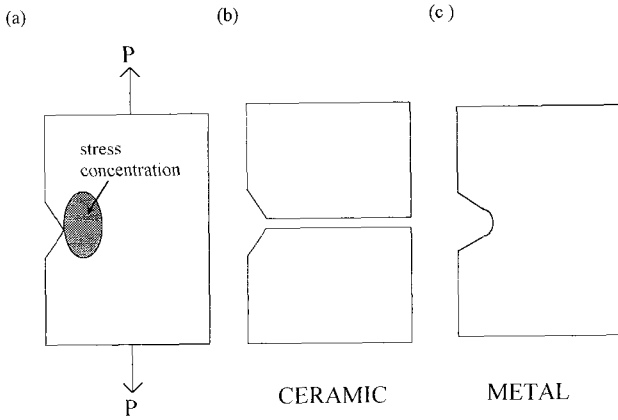 (a)
(b)
(c )
P
stress
concentration
P
CERAMIC
METAL